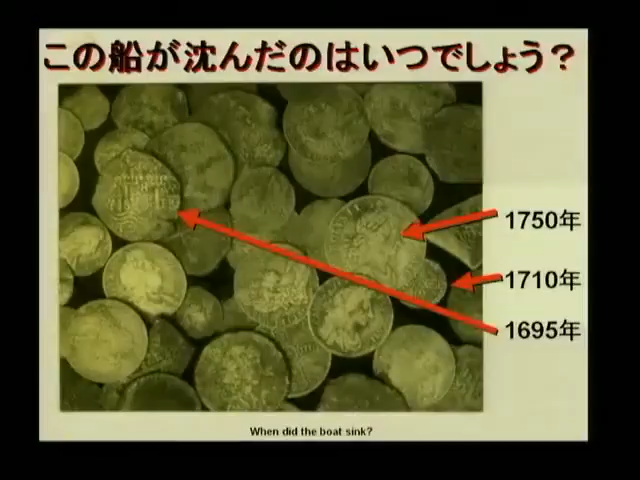 この船が沈んだのはいつでしょう？
1750年
1710年
1695年
When did the boat sink?